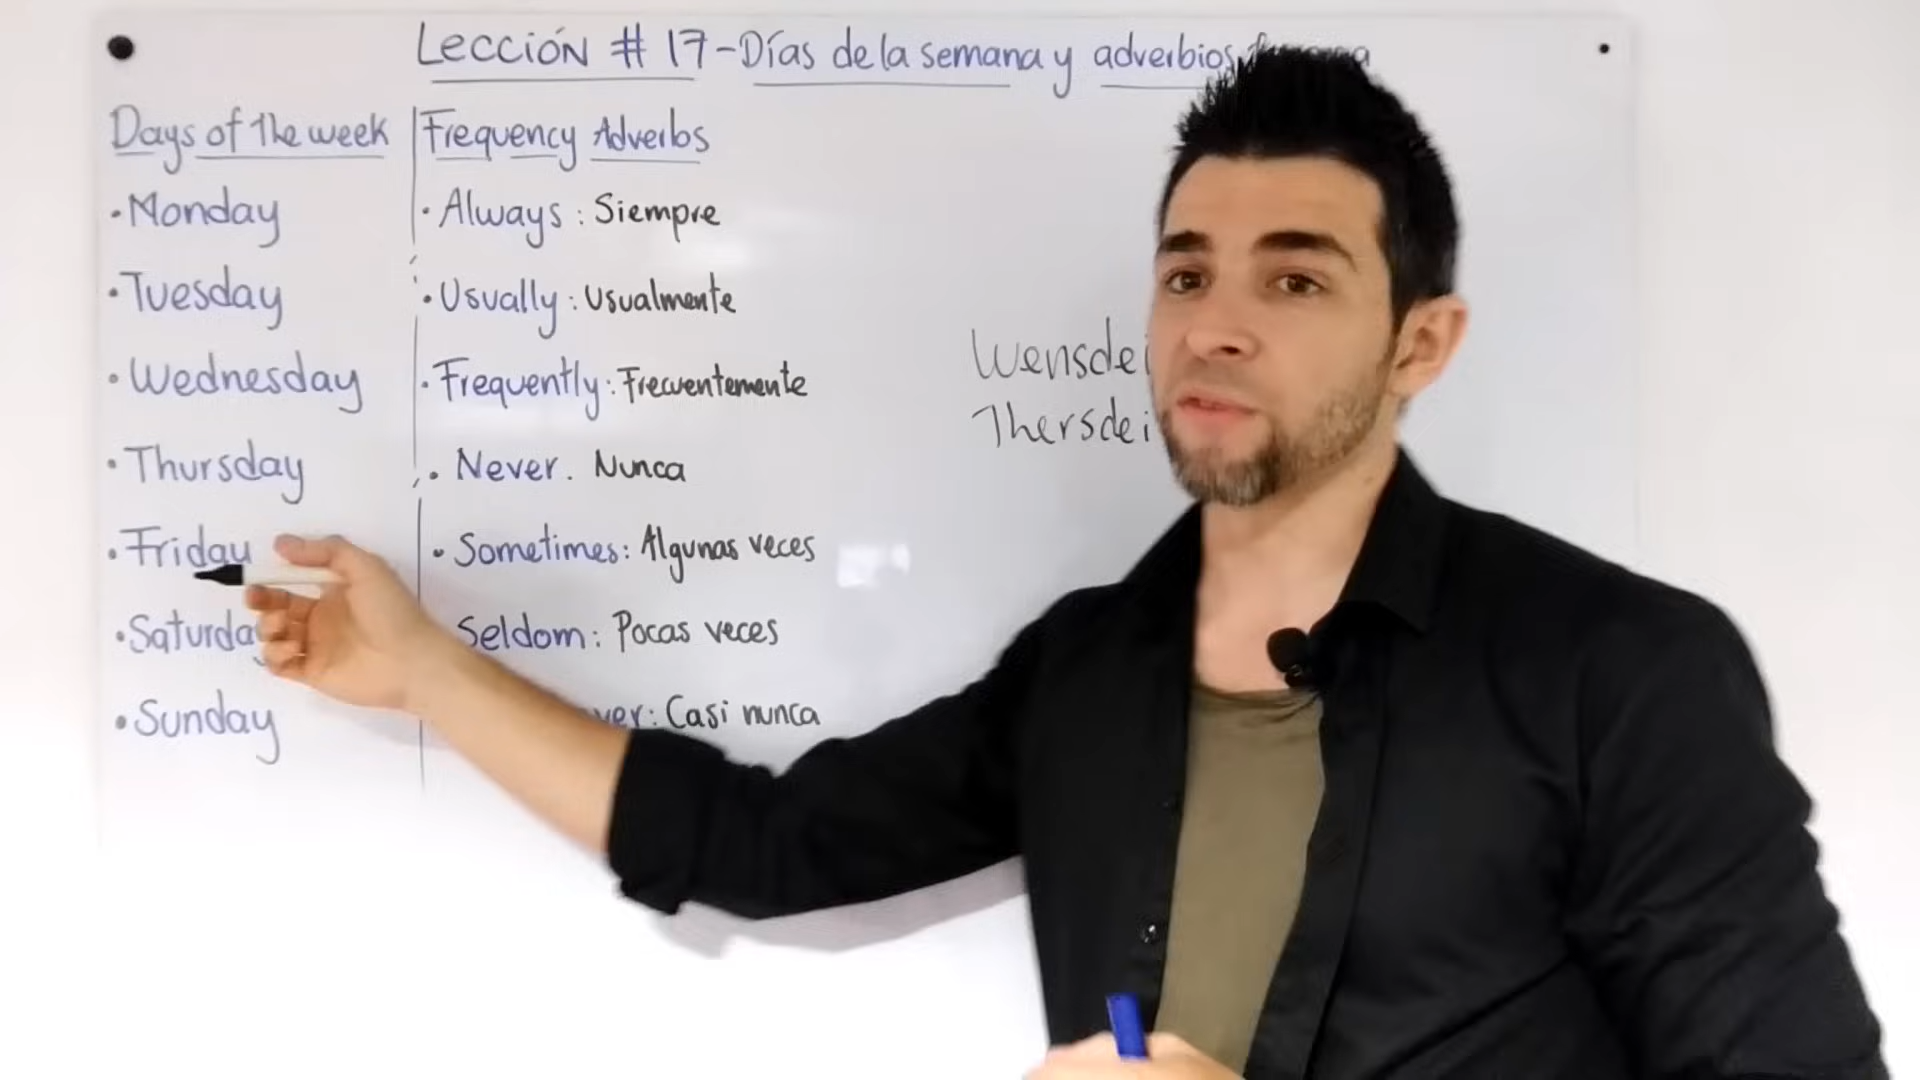 Lección # 17 - Días de la semana y adverbios
Days of the week
• Monday
• Tuesday
• Wednesday
• Thursday
• Friday
• Saturday
• Sunday
Frequency Adverbs
• Always : Siempre
• Usually : Usualmente
• Frequently : Frecuentemente
• Never . Nunca
• Sometimes : Algunas veces
Seldom : Pocas veces
ver : Casi nunca
Wensdei
Thersdei